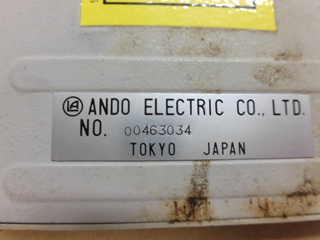 ANDO ELECTRIC CO., LTD.
NO. 00463034
TOKYO JAPAN